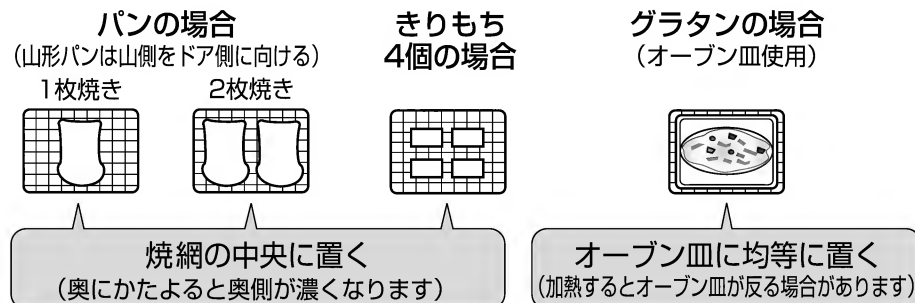 パンの場合
(山形パンは山側をドア側に向ける)
1枚焼き
2枚焼き
きりもち
4個の場合
グラタンの場合
(オーブン皿使用)
焼網の中央に置く
(奥にかたよると奥側が濃くなります)
オーブン皿に均等に置く
(加熱するとオーブン皿が反る場合があります)